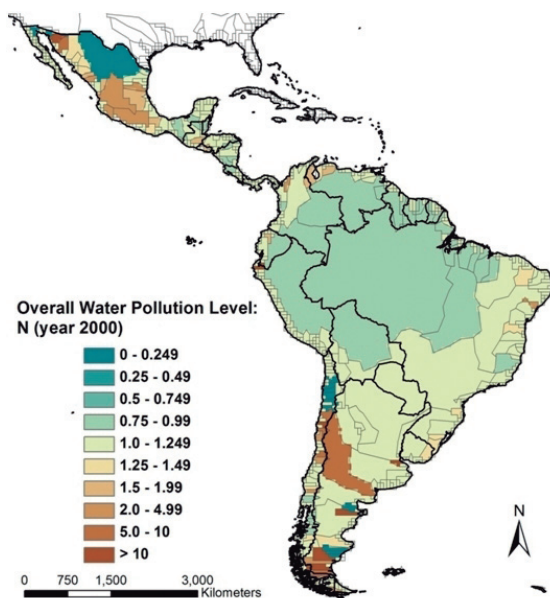 Overall Water Pollution Level:
N (year 2000)
0 - 0.249
0.25 - 0.49
0.5 - 0.749
0.75 - 0.99
1.0 - 1.249
1.25 - 1.49
1.5 - 1.99
2.0 - 4.99
5.0 - 10
> 10
N
0 750 1,500 3,000
Kilometers